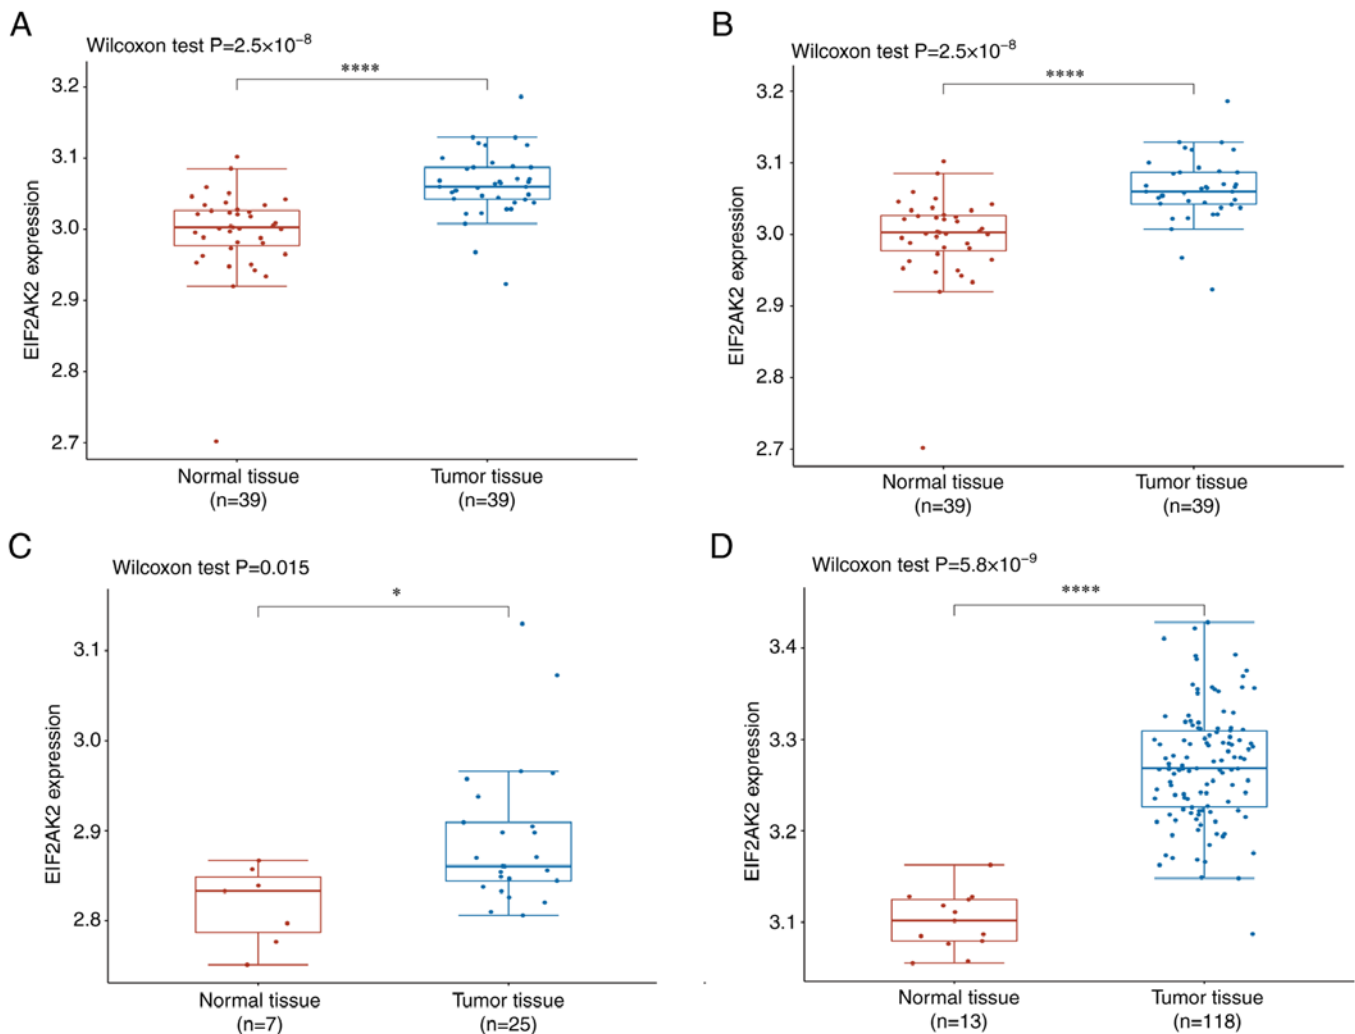 A
Wilcoxon test P=2.5×10⁻⁸
****
3.2
3.1
3.0
2.9
2.8
2.7
EIF2AK2 expression
Normal tissue
(n=39)
Tumor tissue
(n=39)
B
Wilcoxon test P=2.5×10⁻⁸
****
3.2
3.1
3.0
2.9
2.8
2.7
EIF2AK2 expression
Normal tissue
(n=39)
Tumor tissue
(n=39)
C
Wilcoxon test P=0.015
*
3.1
3.0
2.9
2.8
EIF2AK2 expression
Normal tissue
(n=7)
Tumor tissue
(n=25)
D
Wilcoxon test P=5.8×10⁻⁹
****
3.4
3.3
3.2
3.1
EIF2AK2 expression
Normal tissue
(n=13)
Tumor tissue
(n=118)